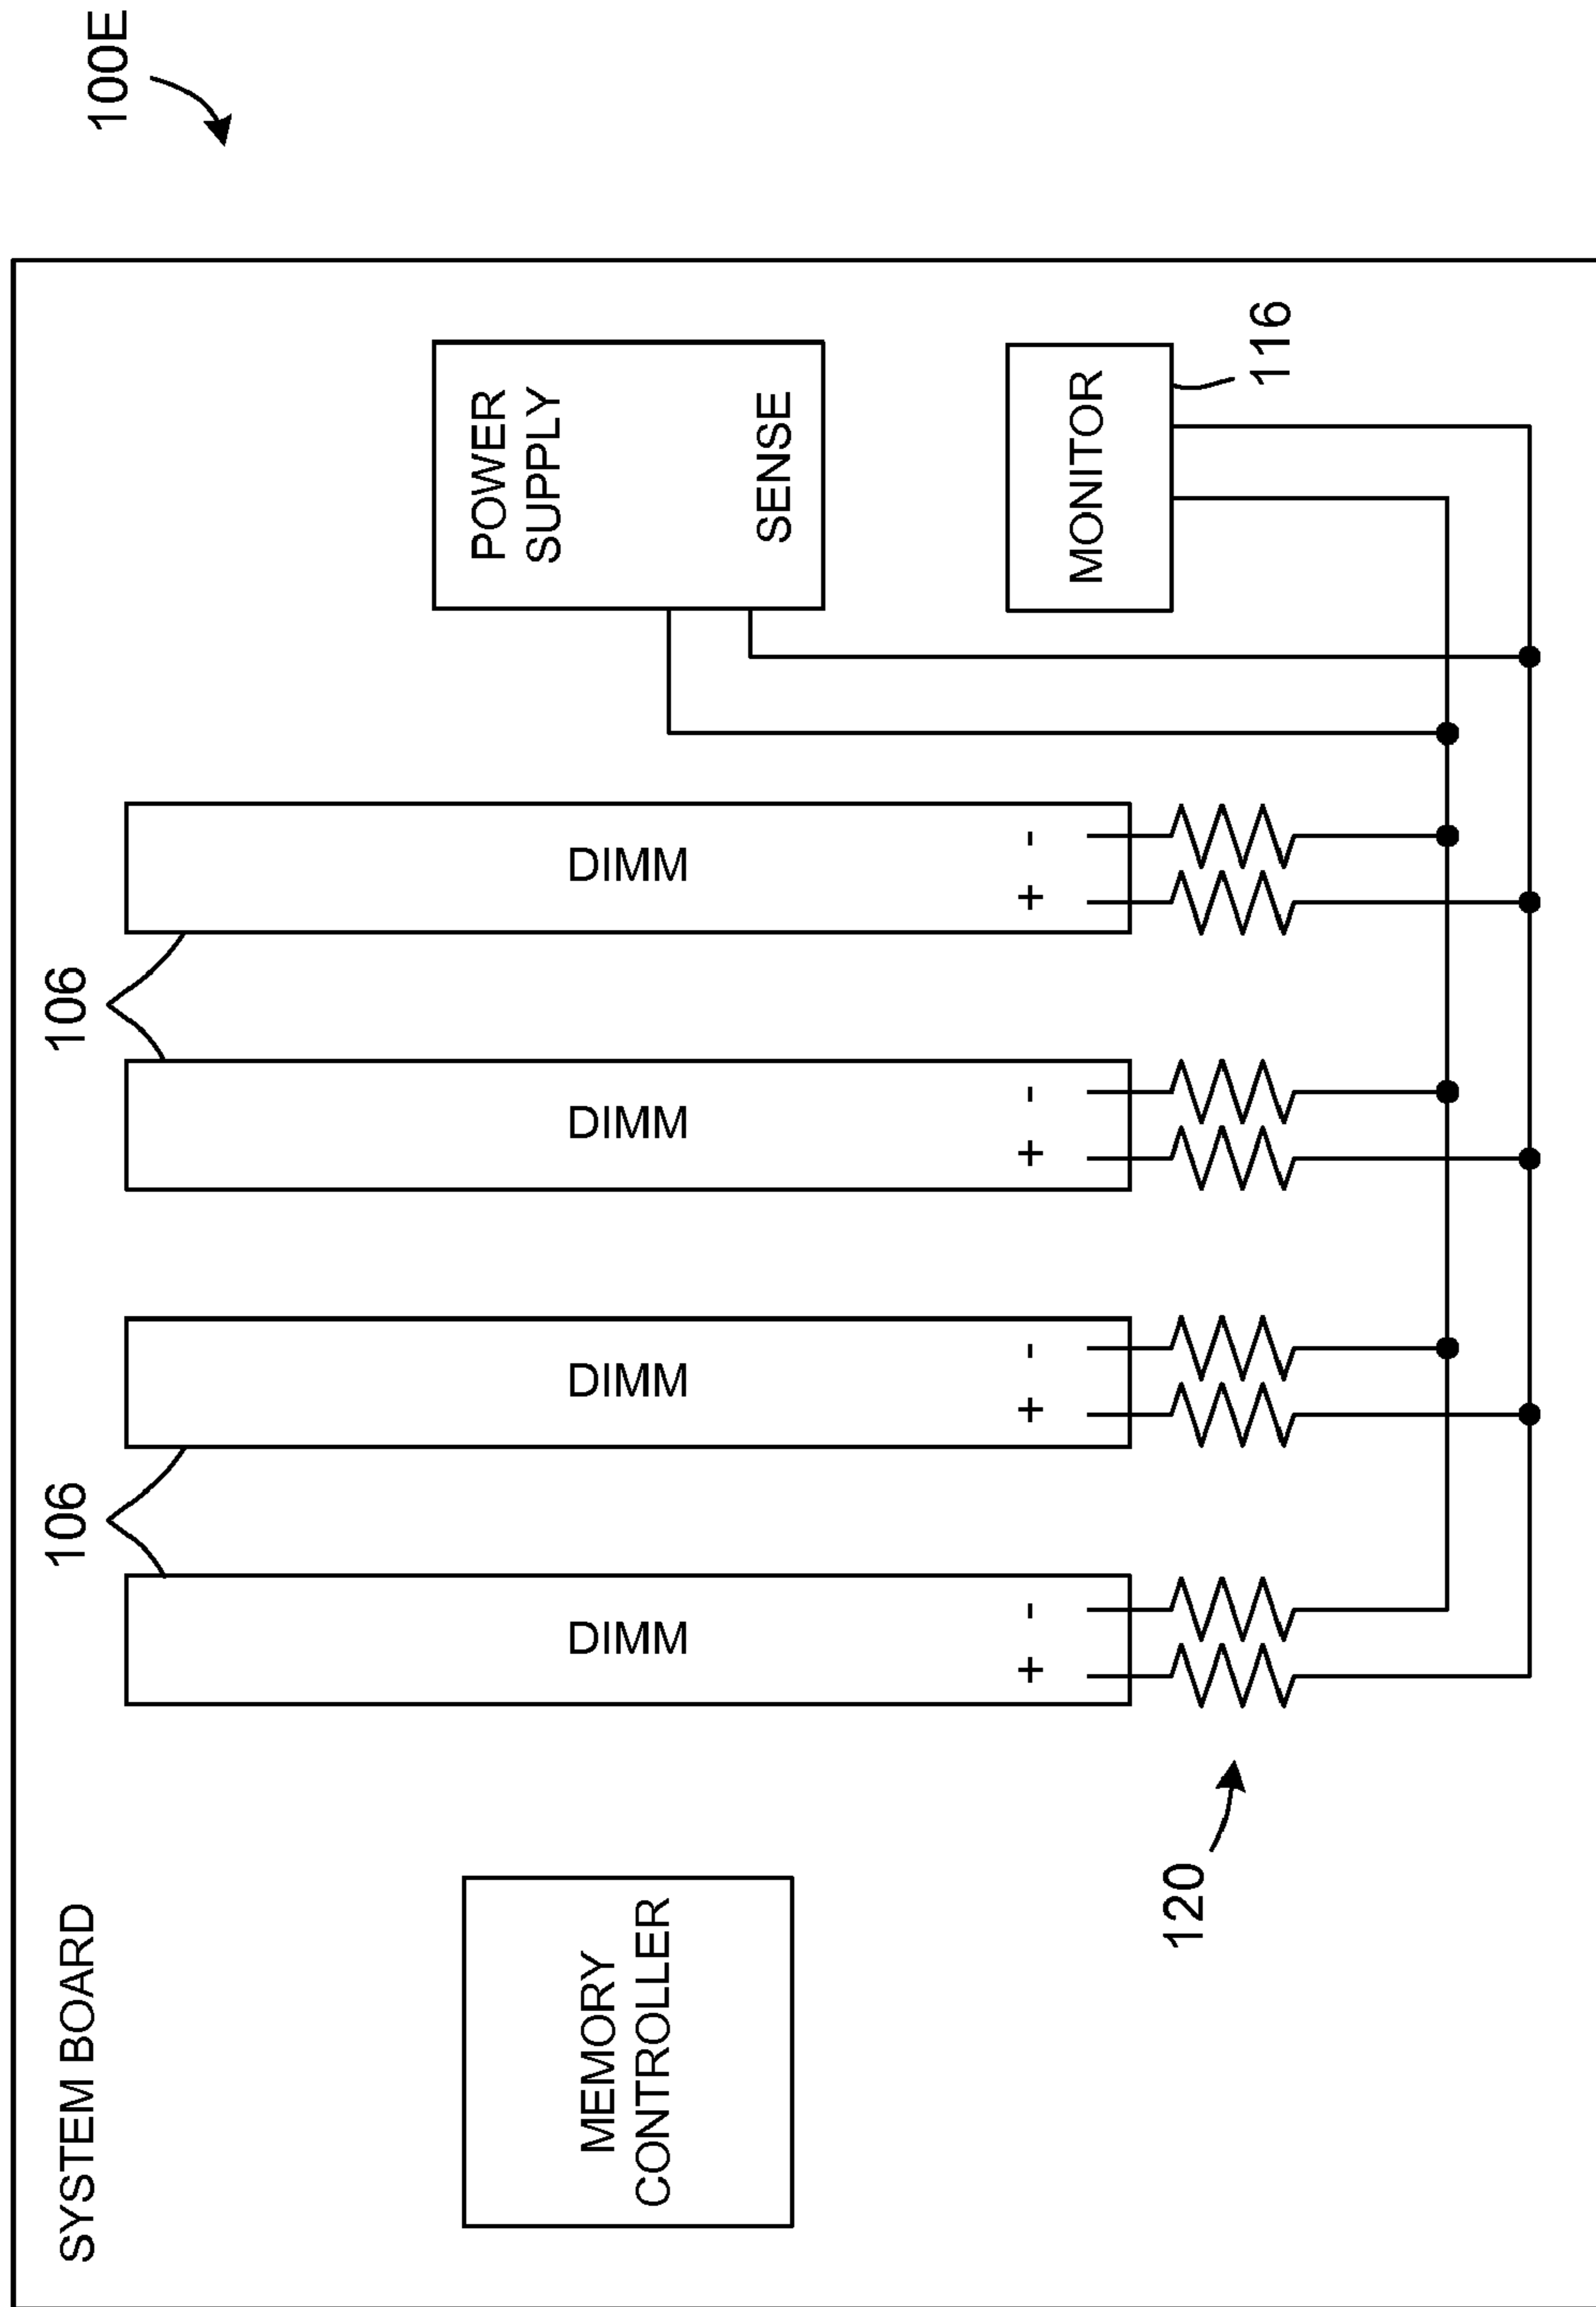 100E
SYSTEM BOARD
106
106
MEMORY
CONTROLLER
DIMM
DIMM
DIMM
DIMM
POWER
SUPPLY
SENSE
+ -
+ -
+ -
+ -
MONITOR
120
116